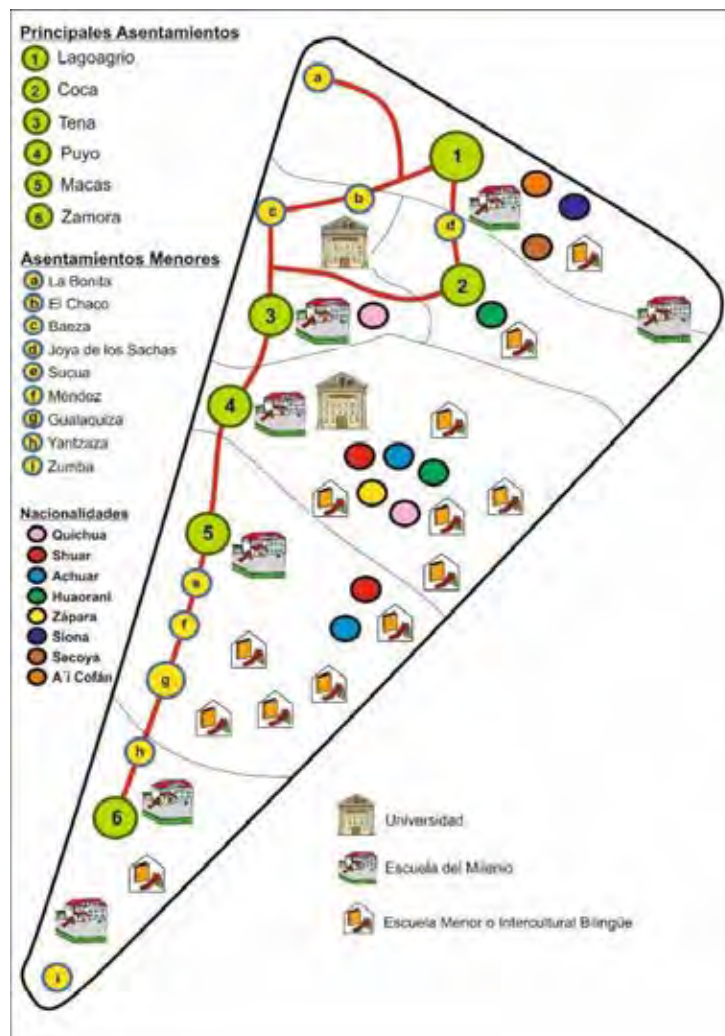 Principales Asentamientos
1 Lagoagrio
2 Coca
3 Tena
4 Puyo
5 Macas
6 Zamora
Asentamientos Menores
a La Bonita
b El Chaco
c Baeza
d Joya de los Sachas
e Sucua
f Méndez
g Gualaquiza
h Yantzaza
i Zumba
Nacionalidades
Quichua
Shuar
Achuar
Huaorani
Zápara
Siona
Secoya
A´i Cofán
a
1
b
c
d
2
3
4
5
e
f
g
h
6
i
Universidad
Escuela del Milenio
Escuela Menor o Intercultural Bilingüe